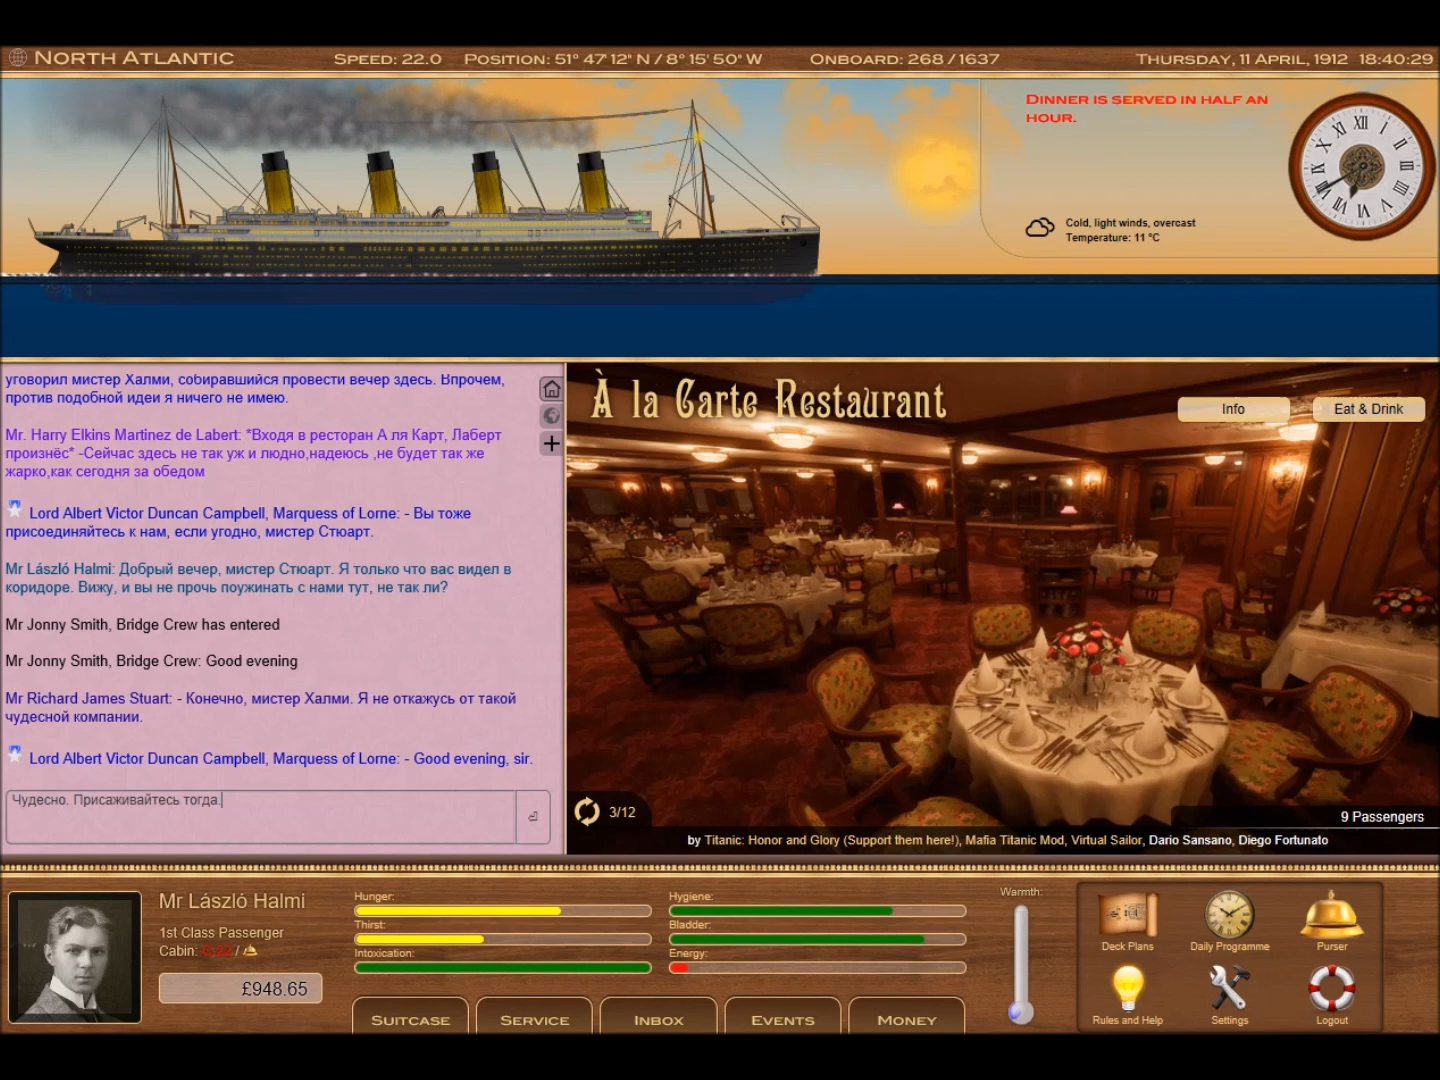 North Atlantic
Speed: 22.0
Position: 51° 47' 12" N / 8° 15' 50" W
Onboard: 268 / 1637
Thursday, 11 April, 1912 18:40:29
Dinner is served in half an
hour.
XII
I
II
III
IIII
V
VI
VII
VIII
IX
X
XI
Cold, light winds, overcast
Temperature: 11 °C
уговорил мистер Халми, собиравшийся провести вечер здесь. Впрочем,
против подобной идеи я ничего не имею.
Mr. Harry Elkins Martinez de Labert: *Входя в ресторан А ля Карт, Лаберт
произнёс* -Сейчас здесь не так уж и людно,надеюсь ,не будет так же
жарко,как сегодня за обедом
Lord Albert Victor Duncan Campbell, Marquess of Lorne: - Вы тоже
присоединяйтесь к нам, если угодно, мистер Стюарт.
Mr László Halmi: Добрый вечер, мистер Стюарт. Я только что вас видел в
коридоре. Вижу, и вы не прочь поужинать с нами тут, не так ли?
Mr Jonny Smith, Bridge Crew has entered
Mr Jonny Smith, Bridge Crew: Good evening
Mr Richard James Stuart: - Конечно, мистер Халми. Я не откажусь от такой
чудесной компании.
Lord Albert Victor Duncan Campbell, Marquess of Lorne: - Good evening, sir.
Чудесно. Присаживайтесь тогда.
À la Carte Restaurant
Info
Eat & Drink
3/12
9 Passengers
by Titanic: Honor and Glory (Support them here!), Mafia Titanic Mod, Virtual Sailor, Dario Sansano, Diego Fortunato
Mr László Halmi
1st Class Passenger
Cabin: /
£948.65
Hunger:
Thirst:
Intoxication:
Hygiene:
Bladder:
Energy:
Warmth:
Suitcase
Service
Inbox
Events
Money
Deck Plans
Daily Programme
Purser
Rules and Help
Settings
Logout